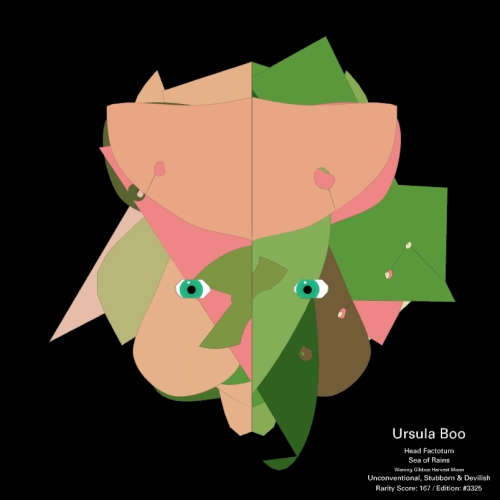 Ursula Boo
Head Factotum
Sea of Rains
Waning Gibbous Harvest Moon
Unconventional, Stubborn & Devilish
Rarity Score: 167 / Edition: #3325